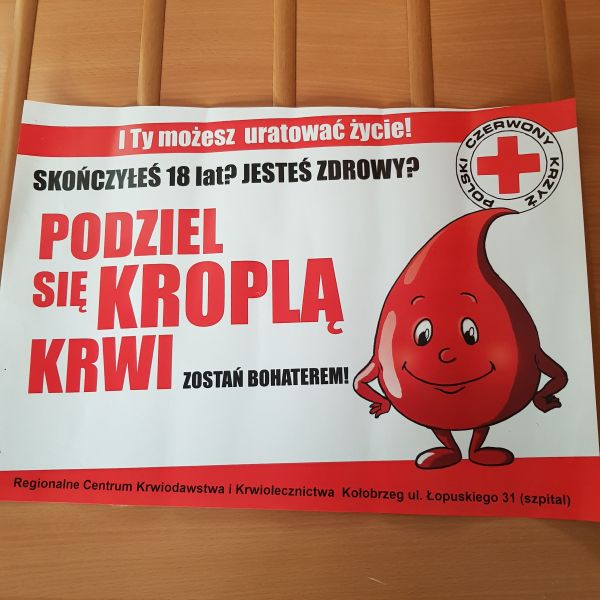 I Ty możesz uratować życie!
SKOŃCZYŁEŚ 18 lat? JESTEŚ ZDROWY?
POLSKI CZERWONY KRZYŻ
PODZIEL
SIĘ KROPLĄ
KRWI ZOSTAŃ BOHATEREM!
Regionalne Centrum Krwiodawstwa i Krwiolecznictwa Kołobrzeg ul. Łopuskiego 31 (szpital)